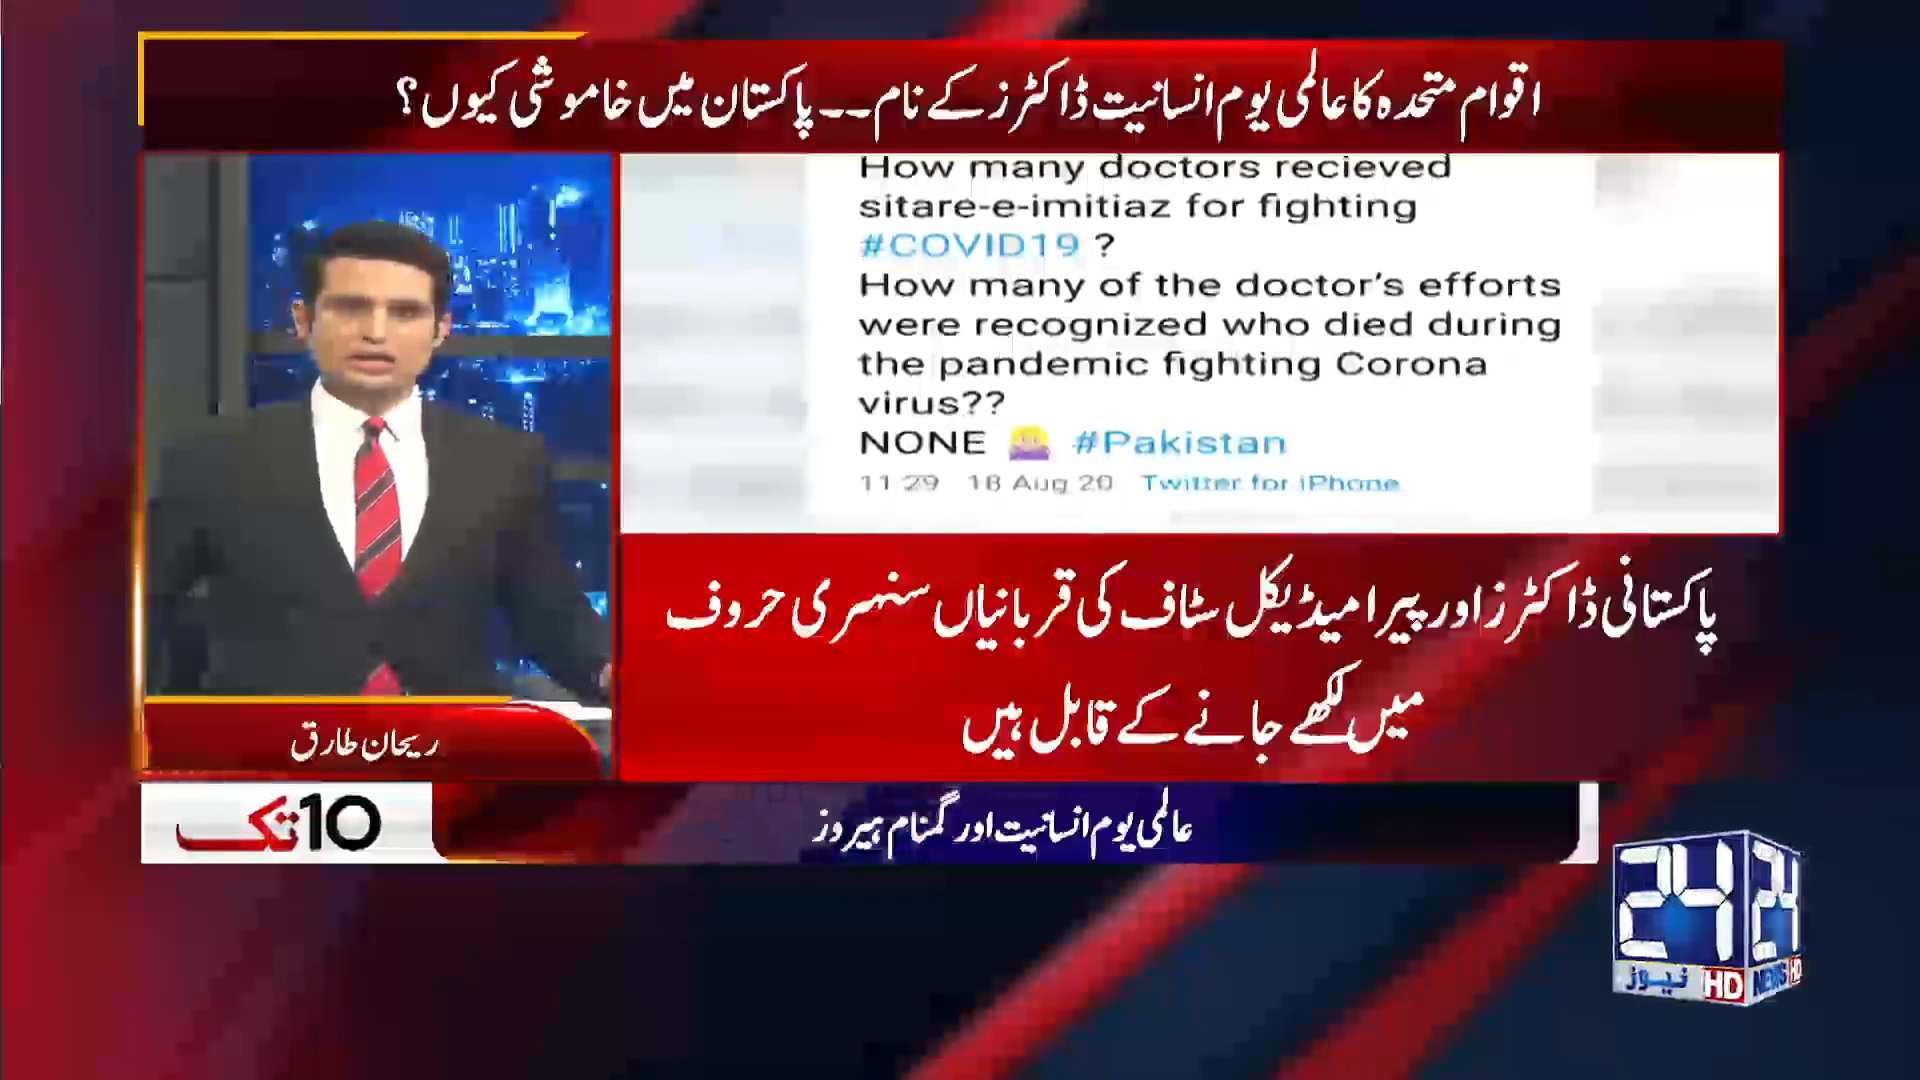 اقوام متحدہ کا عالمی یوم انسانیت ڈاکٹرز کے نام۔۔ پاکستان میں خاموشی کیوں؟
How many doctors recieved
sitare-e-imitiaz for fighting
#COVID19 ?
How many of the doctor's efforts
were recognized who died during
the pandemic fighting Corona
virus??
NONE 🤷‍♀️ #Pakistan
11:29 18 Aug 20 Twitter for iPhone
پاکستانی ڈاکٹرز اور پیرا میڈیکل سٹاف کی قربانیاں سنہری حروف
میں لکھے جانے کے قابل ہیں
ریحان طارق
10تک
عالمی یوم انسانیت اور گمنام ہیروز
24 24
نیوز HD NEWS HD